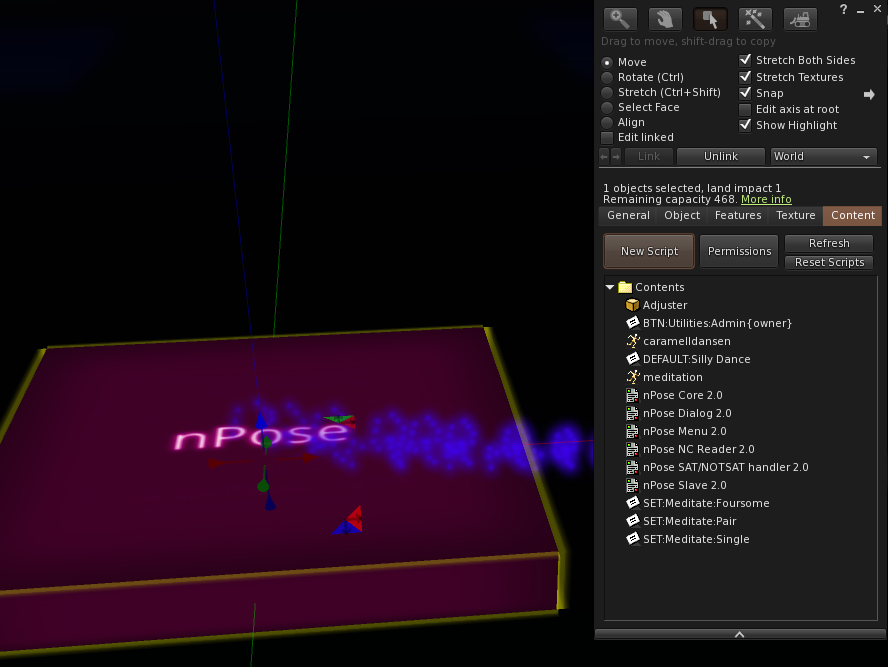 ? _ ×
Drag to move, shift-drag to copy
Move
Rotate (Ctrl)
Stretch (Ctrl+Shift)
Select Face
Align
Edit linked
Stretch Both Sides
Stretch Textures
Snap
Edit axis at root
Show Highlight
Link Unlink World
1 objects selected, land impact 1
Remaining capacity 468. More info
General Object Features Texture Content
New Script Permissions Refresh
Reset Scripts
Contents
Adjuster
BTN:Utilities:Admin{owner}
caramelldansen
DEFAULT:Silly Dance
meditation
nPose Core 2.0
nPose Dialog 2.0
nPose Menu 2.0
nPose NC Reader 2.0
nPose SAT/NOTSAT handler 2.0
nPose Slave 2.0
SET:Meditate:Foursome
SET:Meditate:Pair
SET:Meditate:Single
nPose